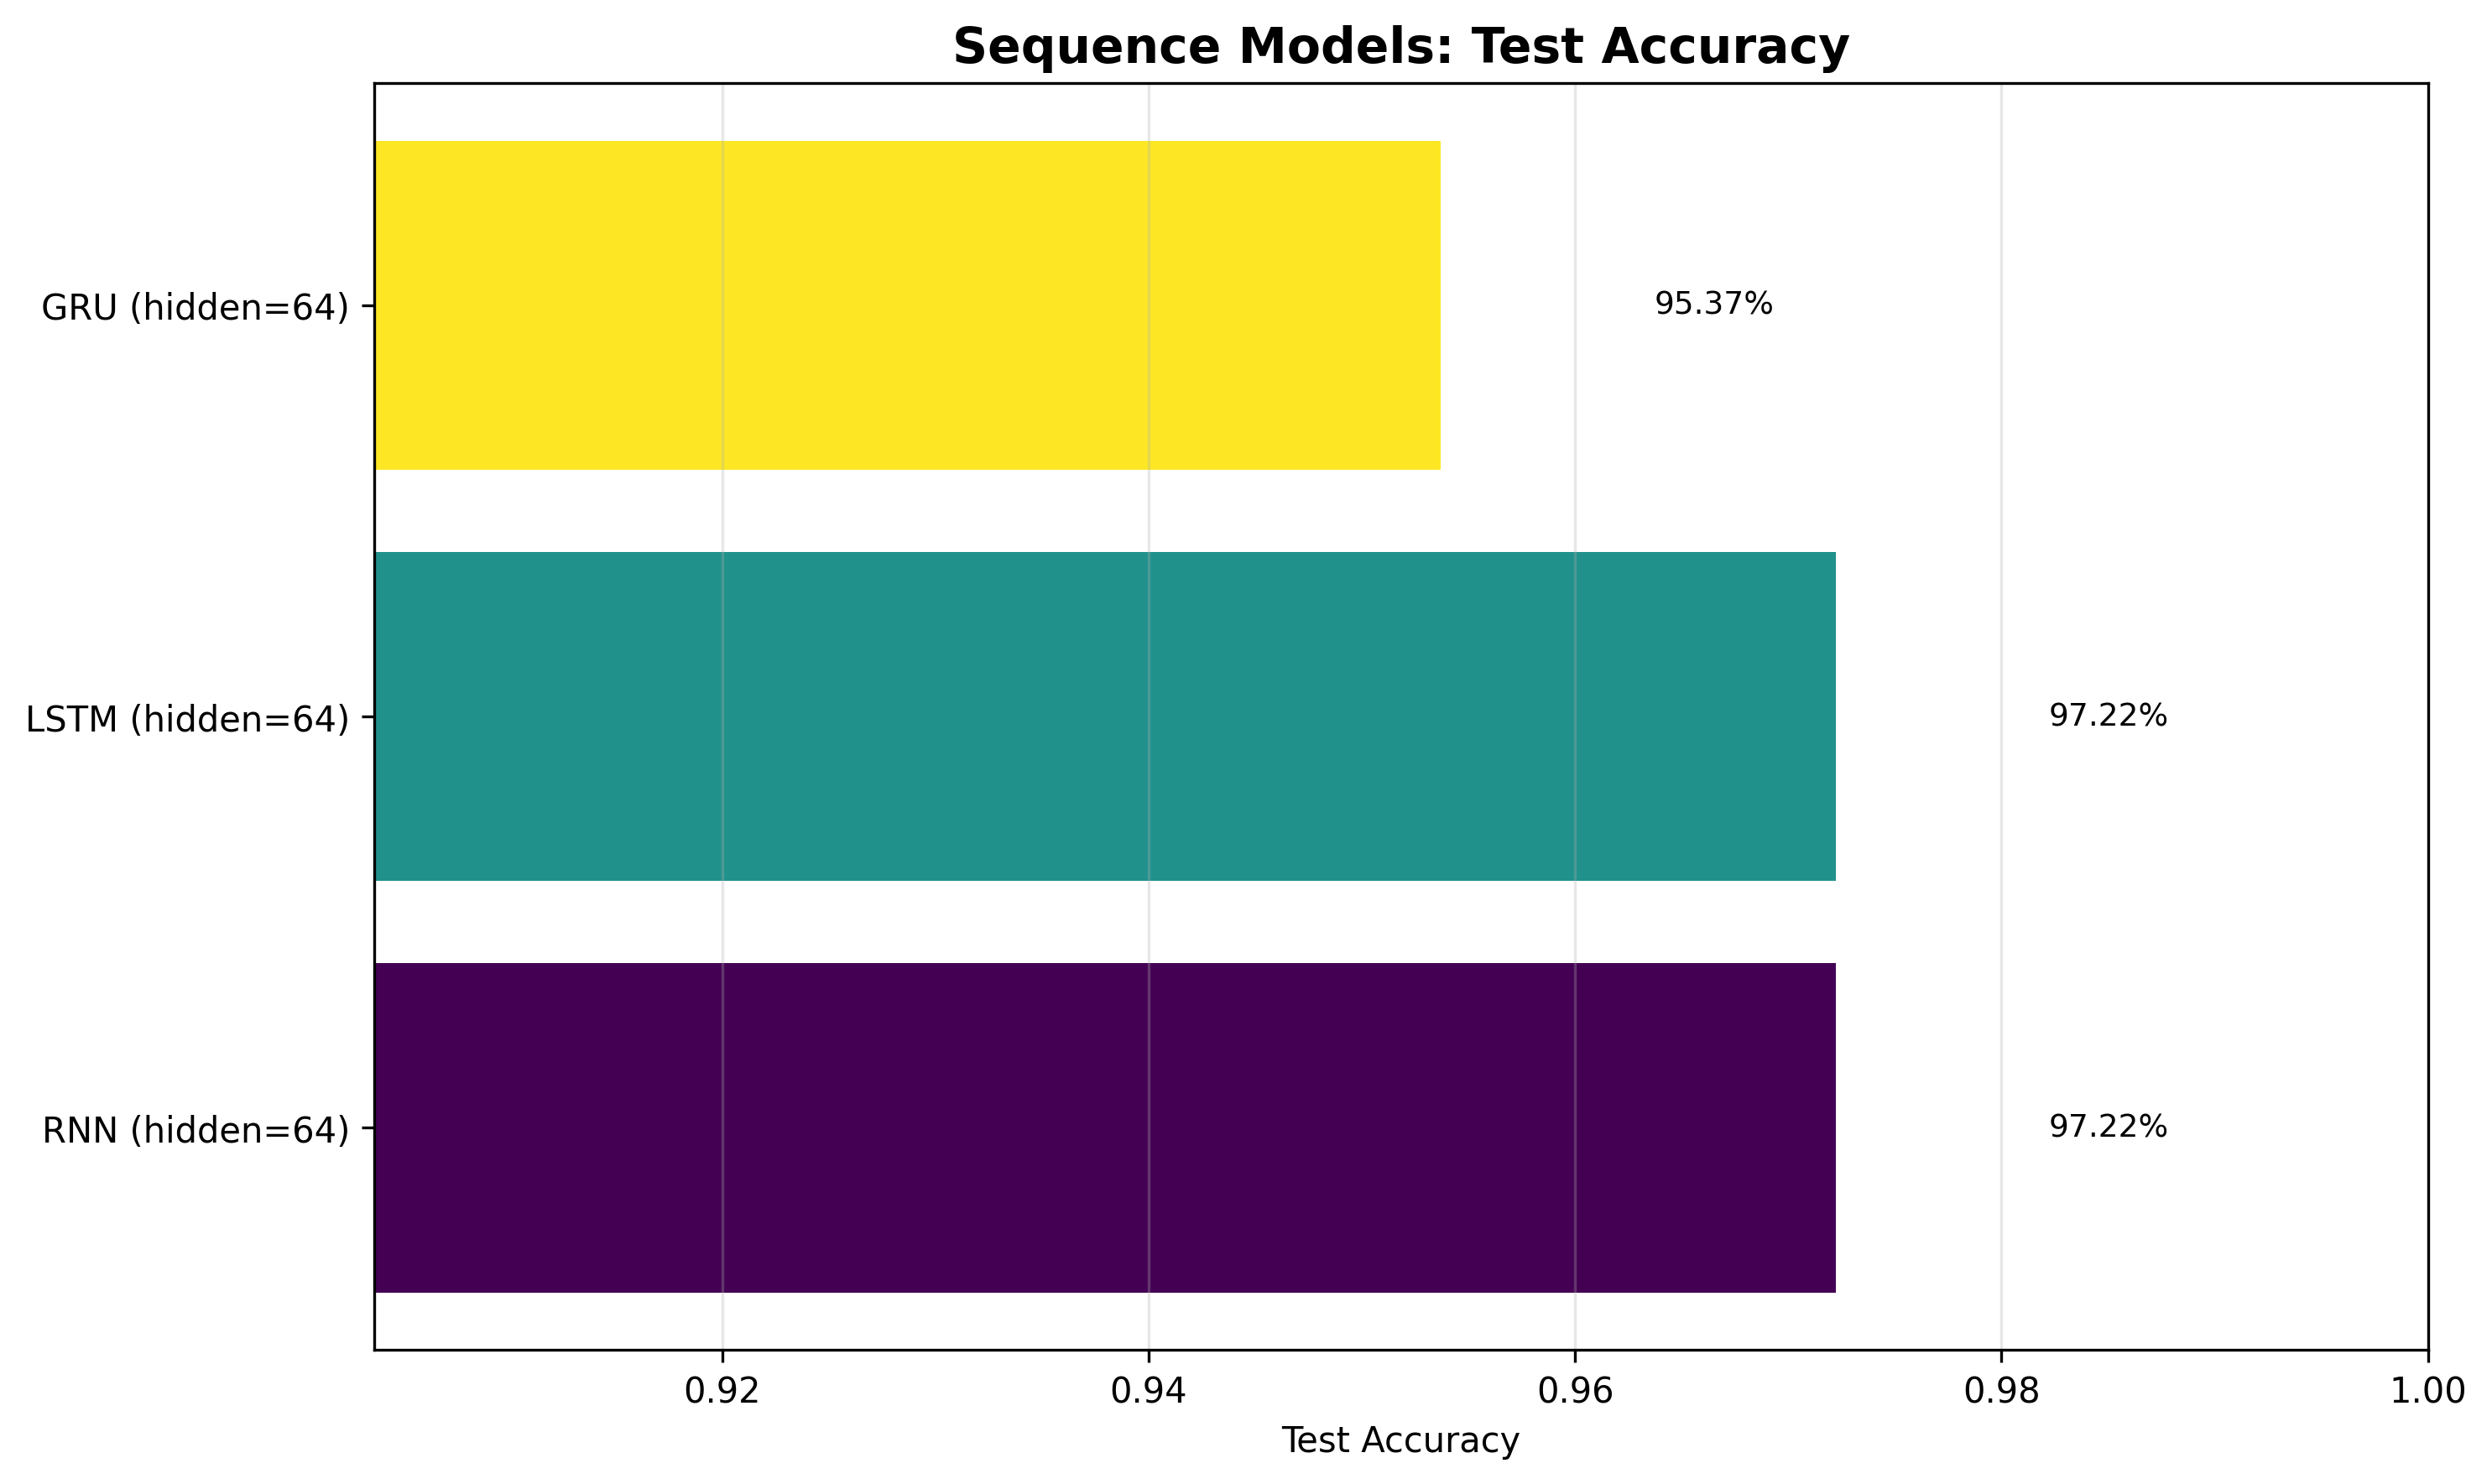 Sequence Models: Test Accuracy
GRU (hidden=64)
95.37%
LSTM (hidden=64)
97.22%
RNN (hidden=64)
97.22%
0.92 0.94 0.96 0.98 1.00
Test Accuracy